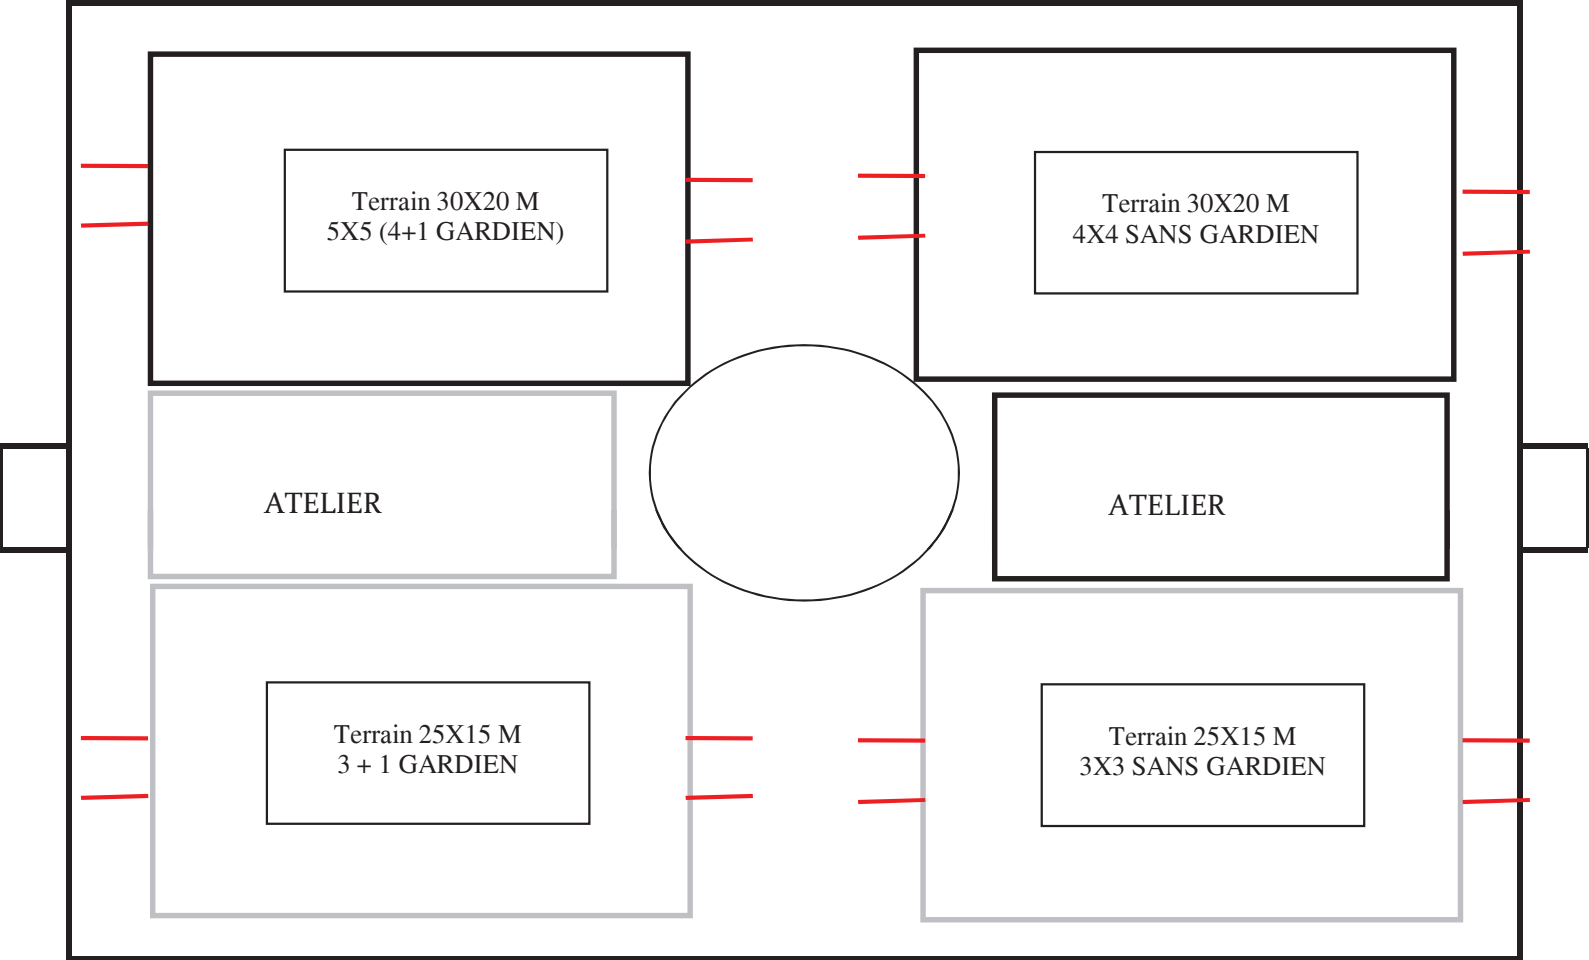 Terrain 30X20 M
5X5 (4+1 GARDIEN)
Terrain 30X20 M
4X4 SANS GARDIEN
ATELIER
ATELIER
Terrain 25X15 M
3 + 1 GARDIEN
Terrain 25X15 M
3X3 SANS GARDIEN